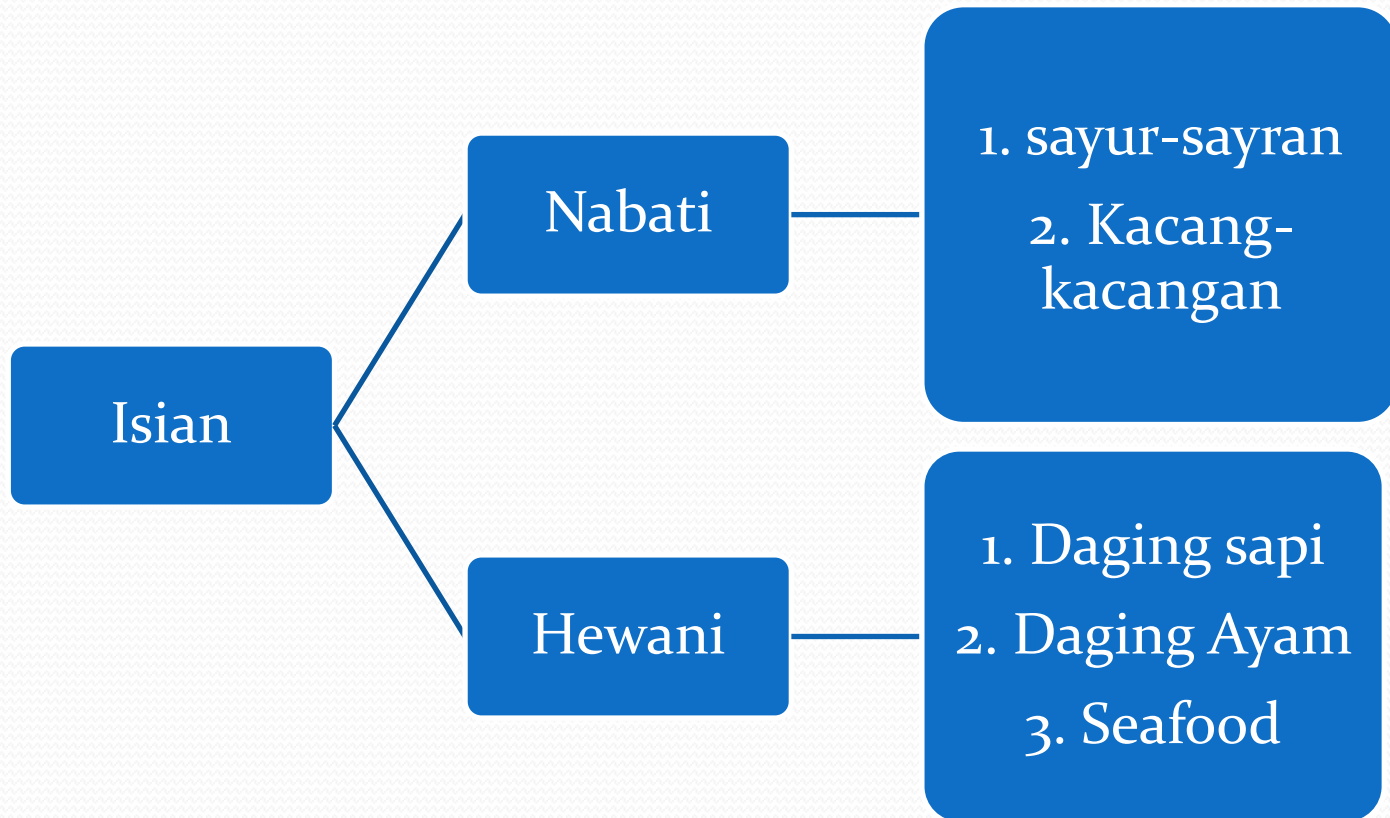 Isian
Nabati
1. sayur-sayran
2. Kacang-
kacangan
Hewani
1. Daging sapi
2. Daging Ayam
3. Seafood